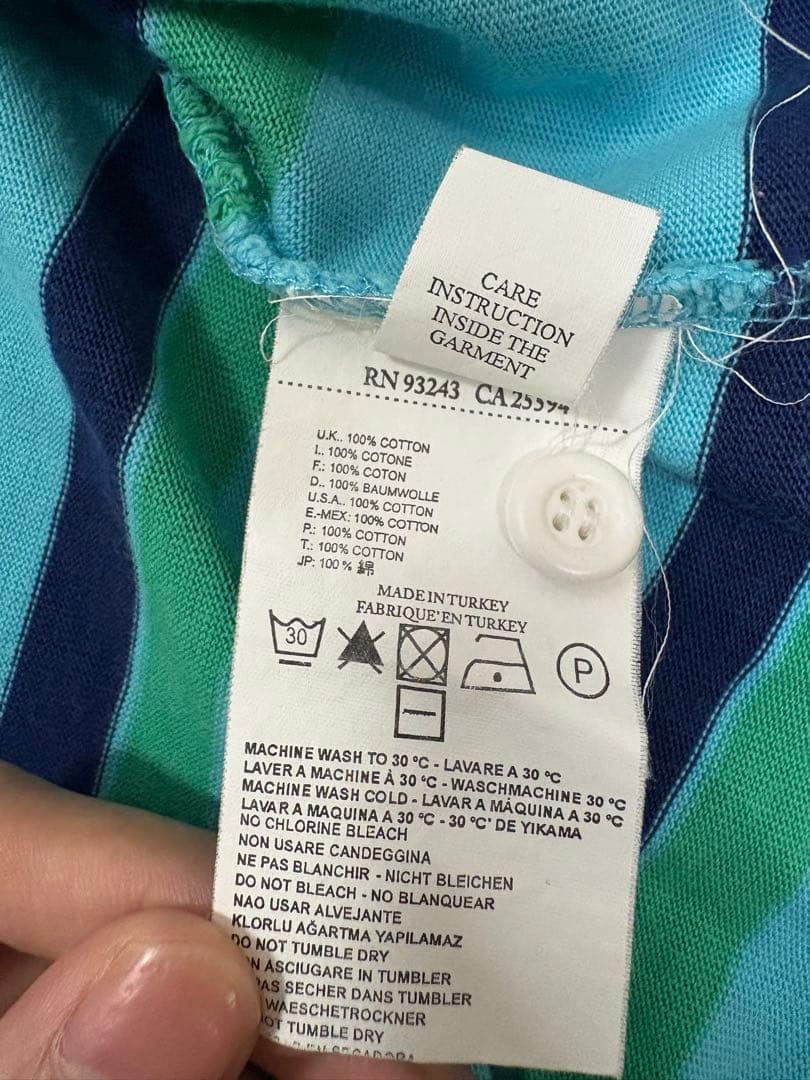 CARE
INSTRUCTION
INSIDE THE
GARMENT
RN 93243 CA 25594
U.K.. 100% COTTON
I.. 100% COTONE
F.: 100% COTON
D.. 100% BAUMWOLLE
U.S.A.. 100% COTTON
E.-MEX: 100% COTTON
P.: 100% COTTON
T.: 100% COTTON
JP: 100 % 綿
MADE IN TURKEY
FABRIQUE' EN TURKEY
30
P
MACHINE WASH TO 30 °C - LAVARE A 30 °C
LAVER A MACHINE À 30 °C - WASCHMACHINE 30 °C
MACHINE WASH COLD - LAVAR A MÁQUINA A 30 °C
LAVAR A MAQUINA A 30 °C - 30 °C' DE YIKAMA
NO CHLORINE BLEACH
NON USARE CANDEGGINA
NE PAS BLANCHIR - NICHT BLEICHEN
DO NOT BLEACH - NO BLANQUEAR
NAO USAR ALVEJANTE
KLORLU AĞARTMA YAPILAMAZ
DO NOT TUMBLE DRY
ON ASCIUGARE IN TUMBLER
PAS SECHER DANS TUMBLER
WAESCHETROCKNER
OT TUMBLE DRY